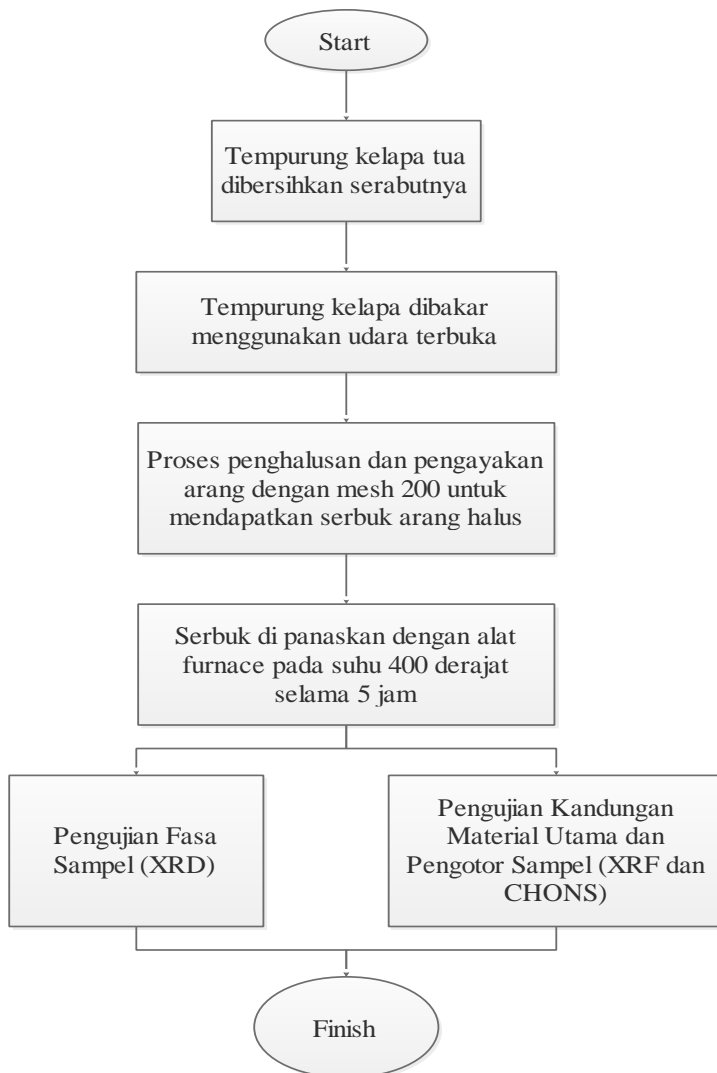 Start
Tempurung kelapa tua
dibersihkan serabutnya
Tempurung kelapa dibakar
menggunakan udara terbuka
Proses penghalusan dan pengayakan
arang dengan mesh 200 untuk
mendapatkan serbuk arang halus
Serbuk di panaskan dengan alat
furnace pada suhu 400 derajat
selama 5 jam
Pengujian Fasa
Sampel (XRD)
Pengujian Kandungan
Material Utama dan
Pengotor Sampel (XRF dan
CHONS)
Finish